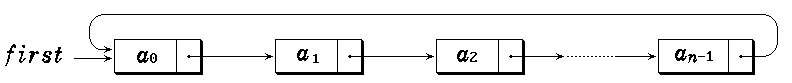 first a₀ a₁ a₂ aₙ₋₁